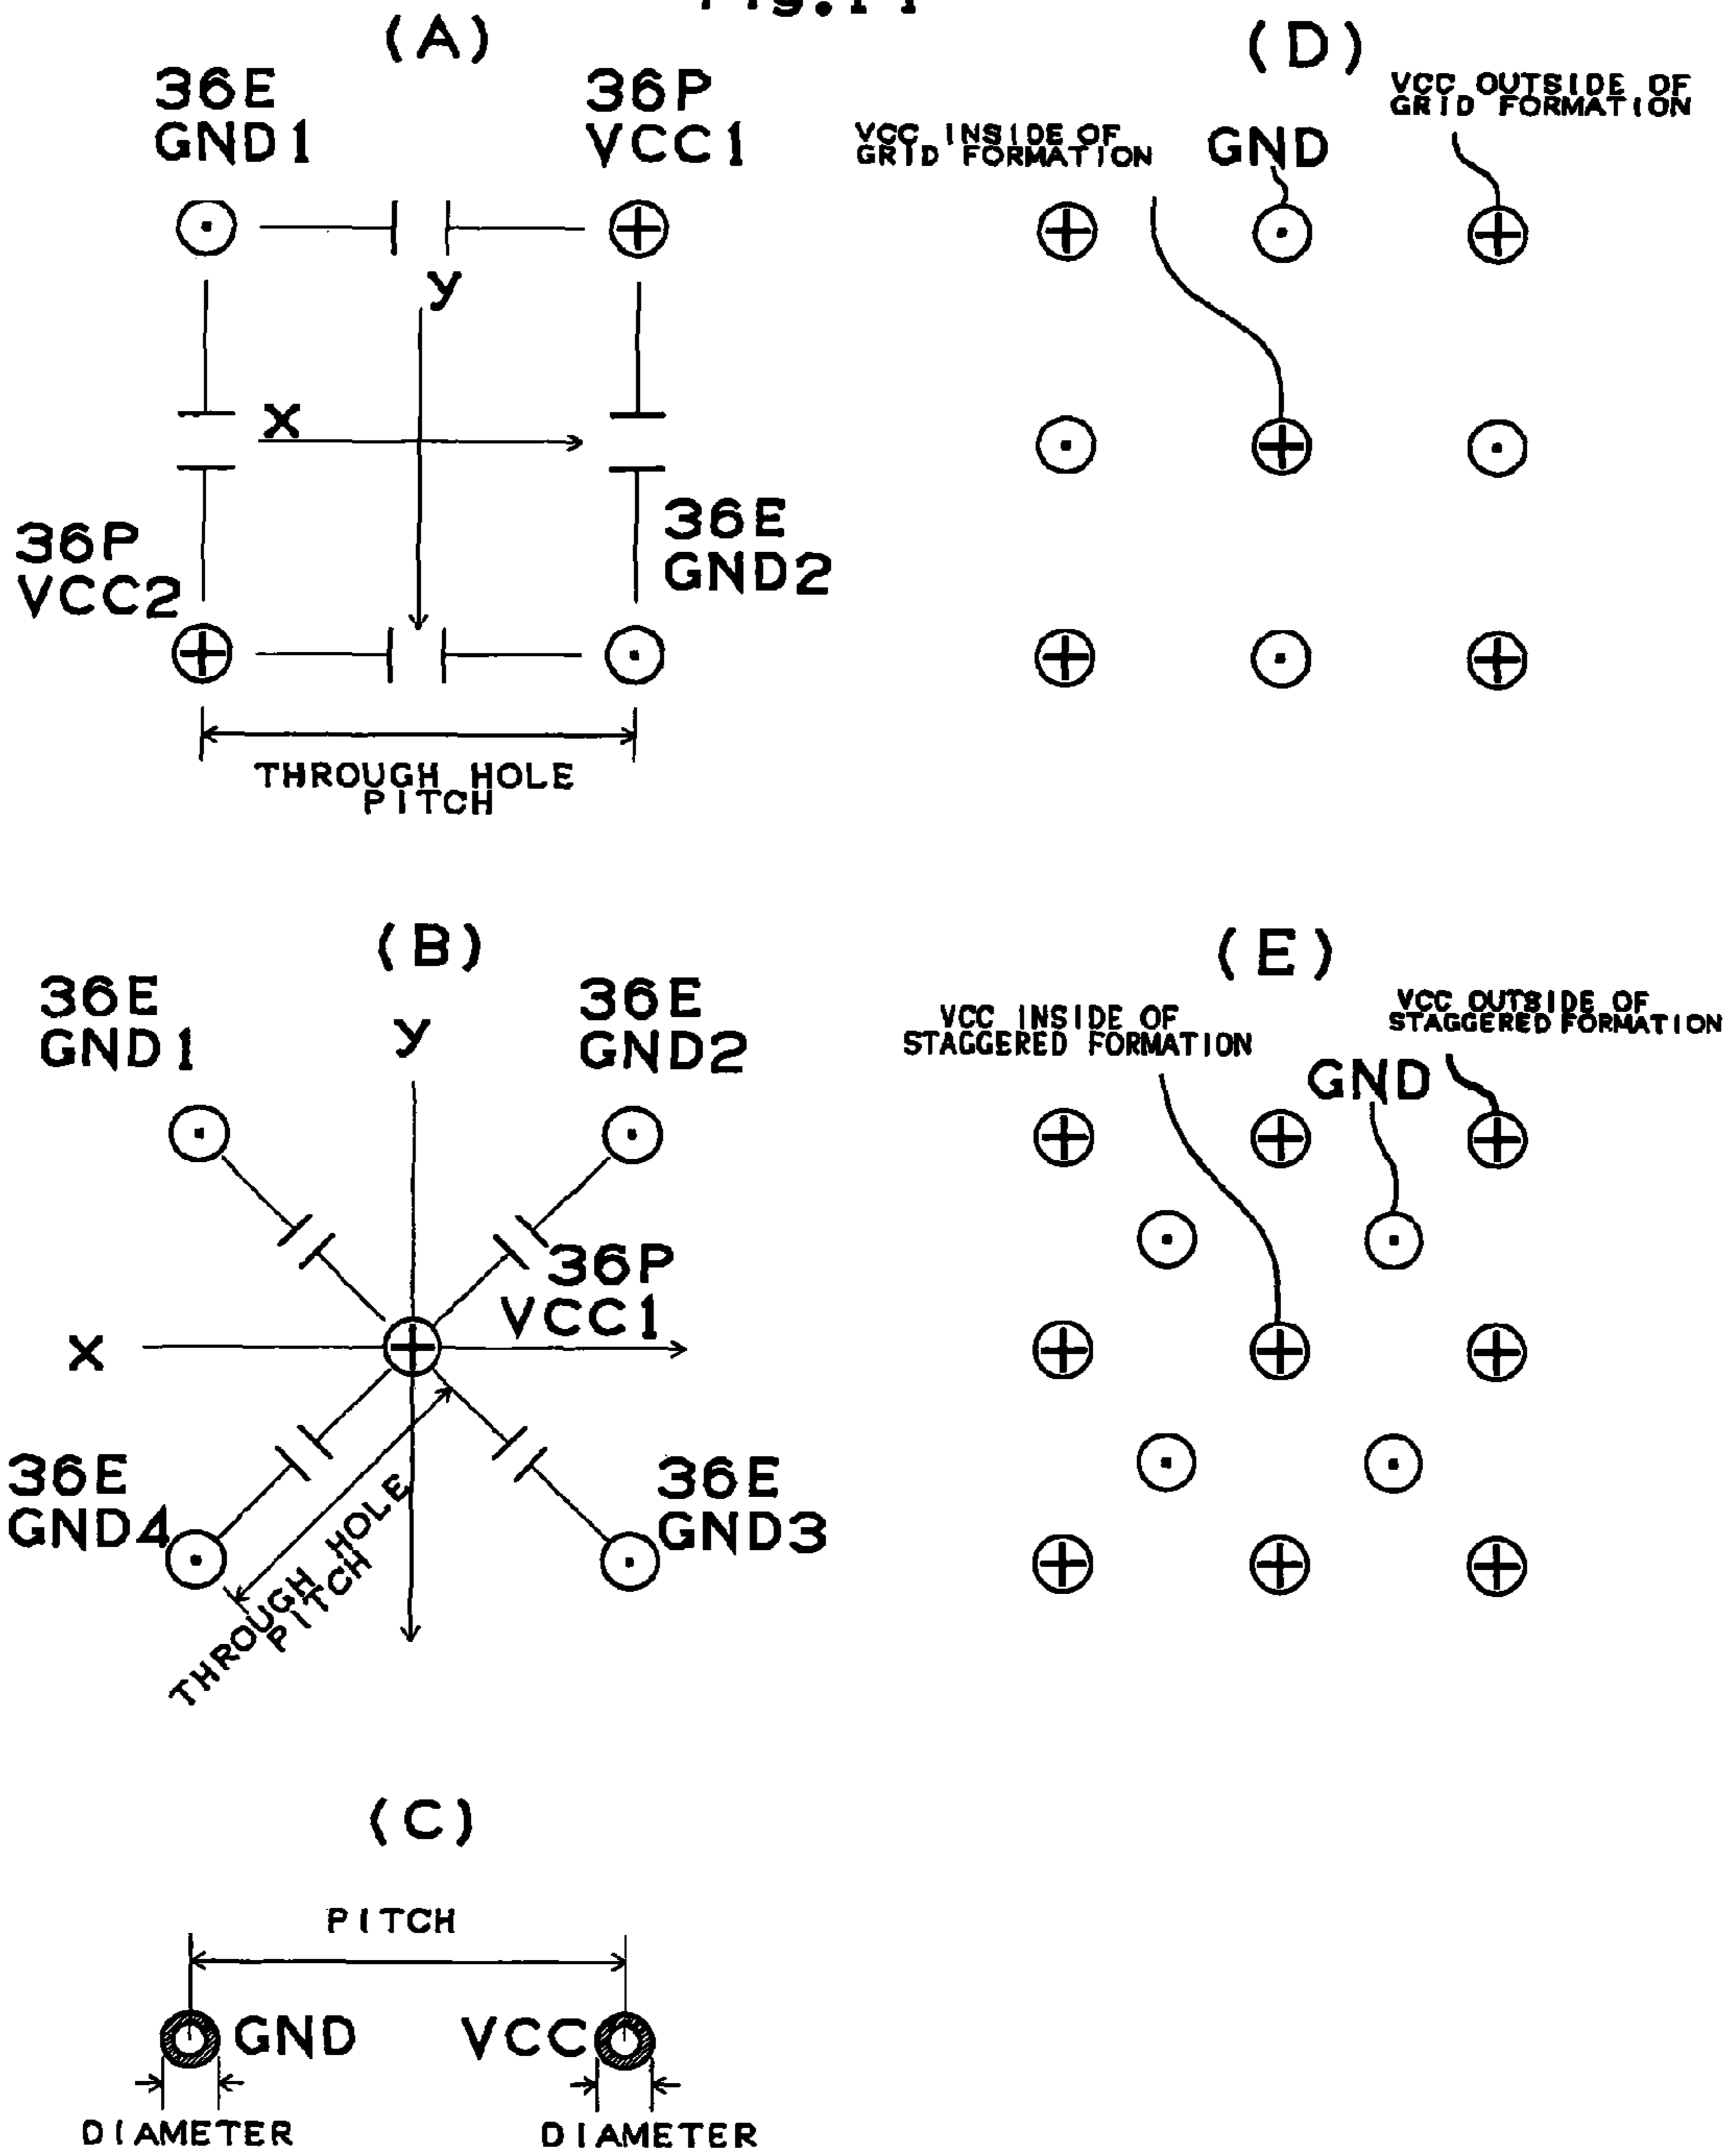 (A)
36E
GND1
36P
VCC1
y
x
36P
VCC2
36E
GND2
THROUGH HOLE
PITCH
(D)
VCC INSIDE OF
GRID FORMATION
GND
VCC OUTSIDE OF
GRID FORMATION
(B)
36E
GND1
y
36E
GND2
36P
VCC1
x
36E
GND4
36E
GND3
THROUGH HOLE
PITCH
(E)
VCC INSIDE OF
STAGGERED FORMATION
VCC OUTSIDE OF
STAGGERED FORMATION
GND
(C)
PITCH
GND
VCC
DIAMETER
DIAMETER